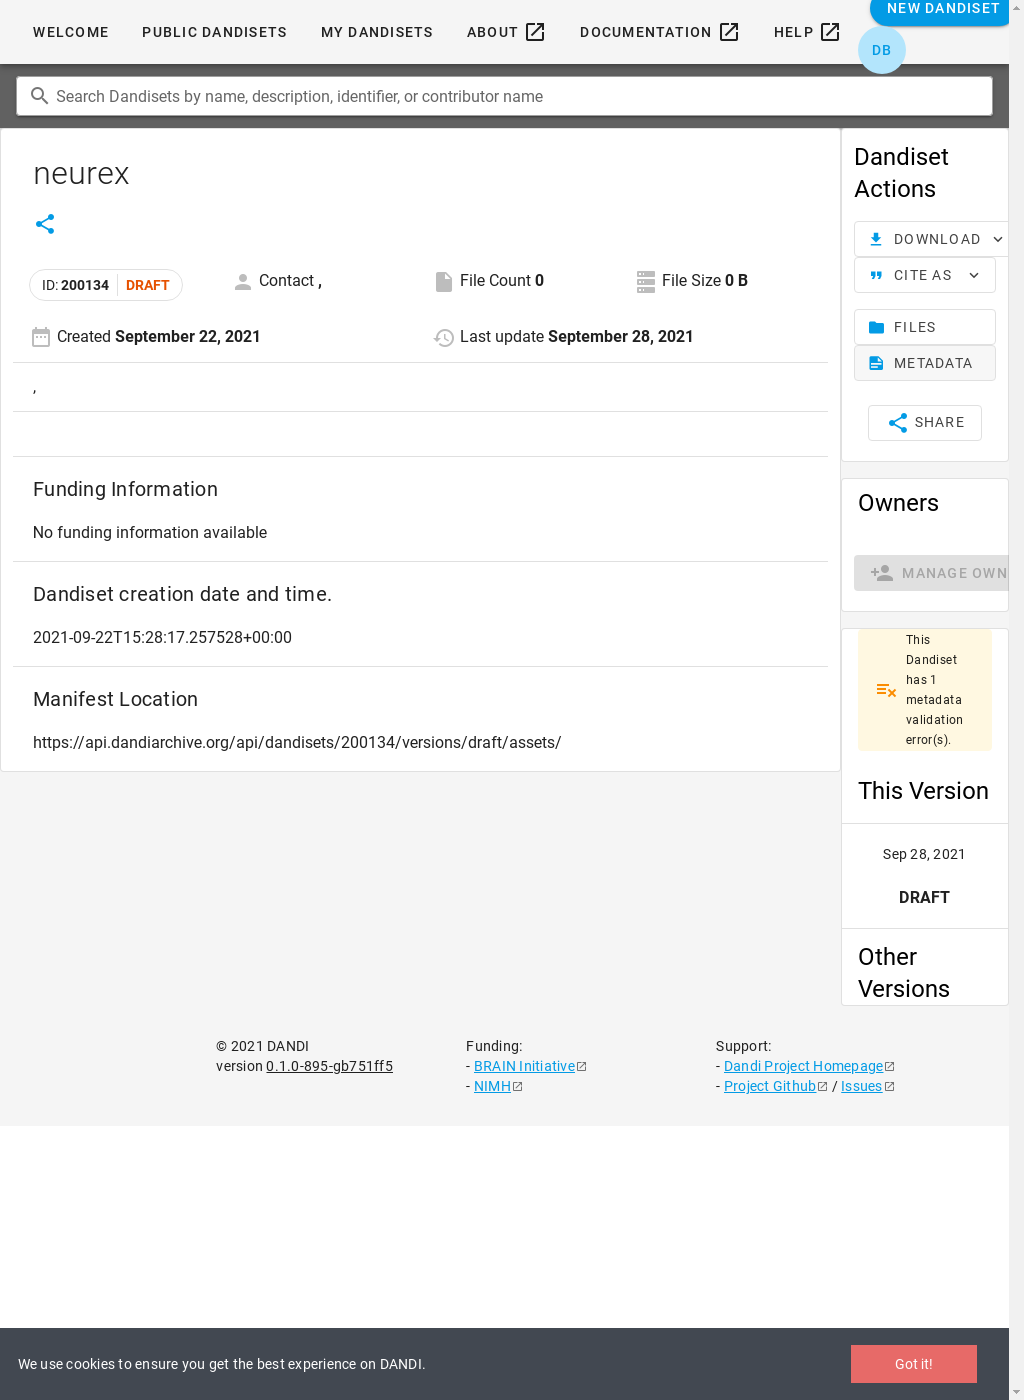 NEW DANDISET
WELCOME PUBLIC DANDISETS MY DANDISETS ABOUT DOCUMENTATION HELP
DB
Search Dandisets by name, description, identifier, or contributor name
neurex
ID: 200134 DRAFT
Contact ,
File Count 0
File Size 0 B
Created September 22, 2021
Last update September 28, 2021
,
Funding Information
No funding information available
Dandiset creation date and time.
2021-09-22T15:28:17.257528+00:00
Manifest Location
https://api.dandiarchive.org/api/dandisets/200134/versions/draft/assets/
Dandiset
Actions
DOWNLOAD
CITE AS
FILES
METADATA
SHARE
Owners
MANAGE OWN
This
Dandiset
has 1
metadata
validation
error(s).
This Version
Sep 28, 2021
DRAFT
Other
Versions
© 2021 DANDI
version 0.1.0-895-gb751ff5
Funding:
- BRAIN Initiative
- NIMH
Support:
- Dandi Project Homepage
- Project Github / Issues
We use cookies to ensure you get the best experience on DANDI.
Got it!